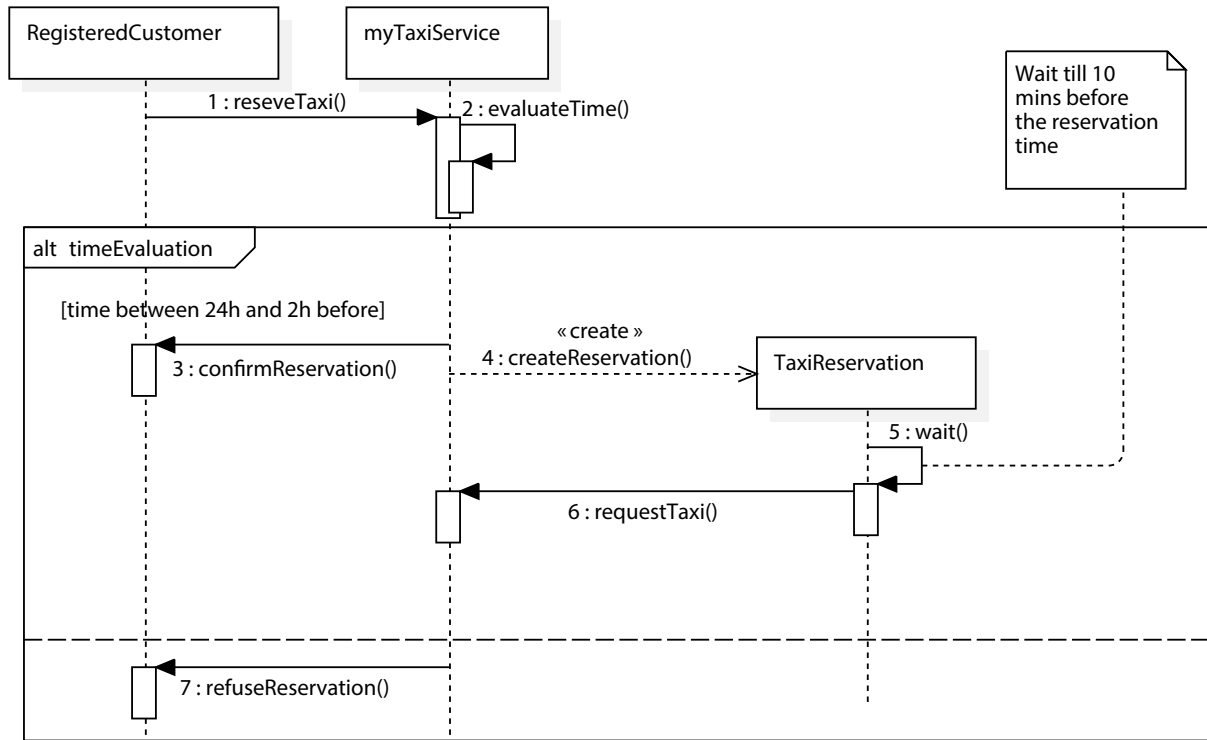 RegisteredCustomer
myTaxiService
Wait till 10
mins before
the reservation
time
1 : reseveTaxi()
2 : evaluateTime()
alt timeEvaluation
[time between 24h and 2h before]
« create »
3 : confirmReservation()
4 : createReservation()
TaxiReservation
5 : wait()
6 : requestTaxi()
7 : refuseReservation()